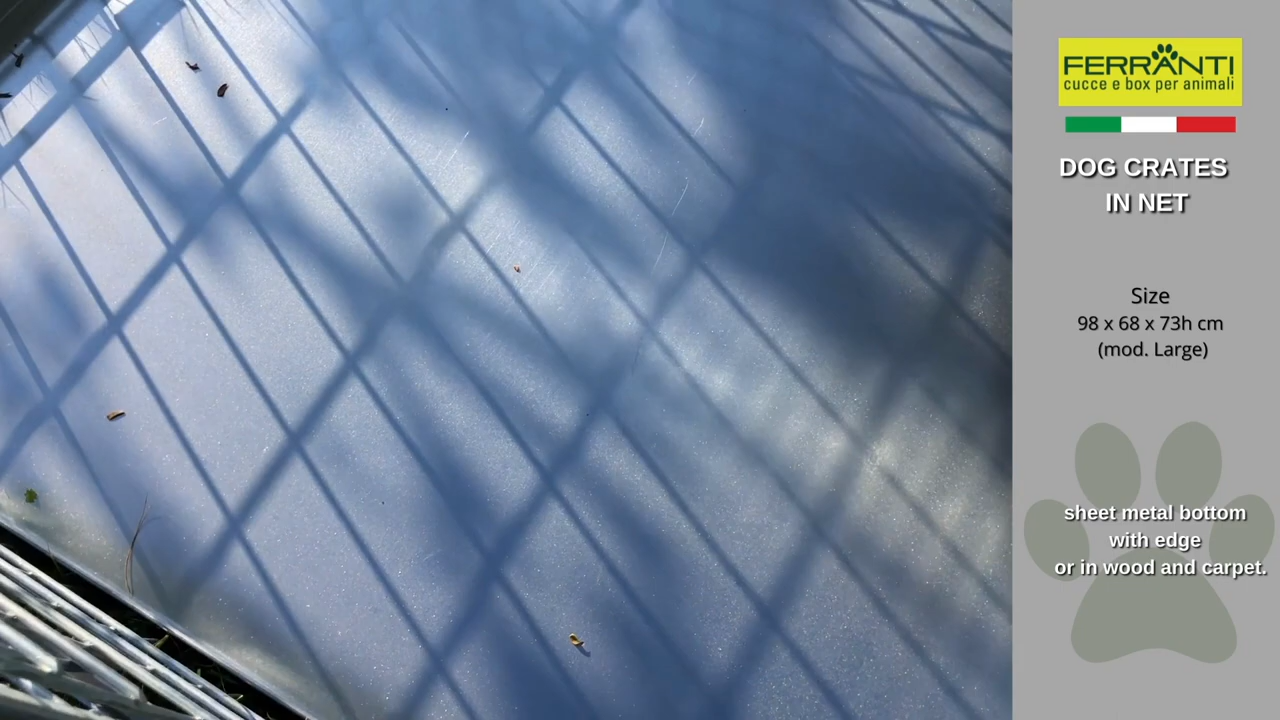 FERRANTI
cucce e box per animali
DOG CRATES
IN NET
Size
98 x 68 x 73h cm
(mod. Large)
sheet metal bottom
with edge
or in wood and carpet.